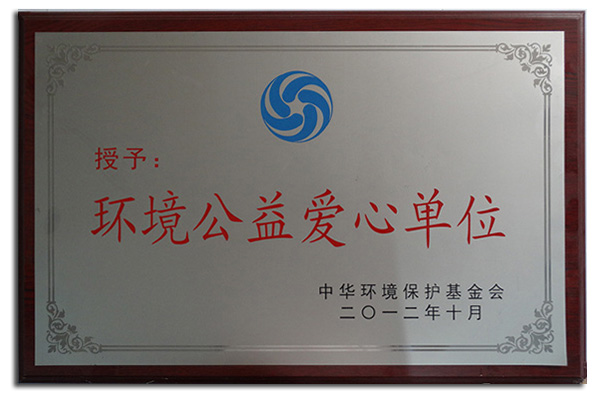 授予：
环境公益爱心单位
中华环境保护基金会
二〇一二年十月